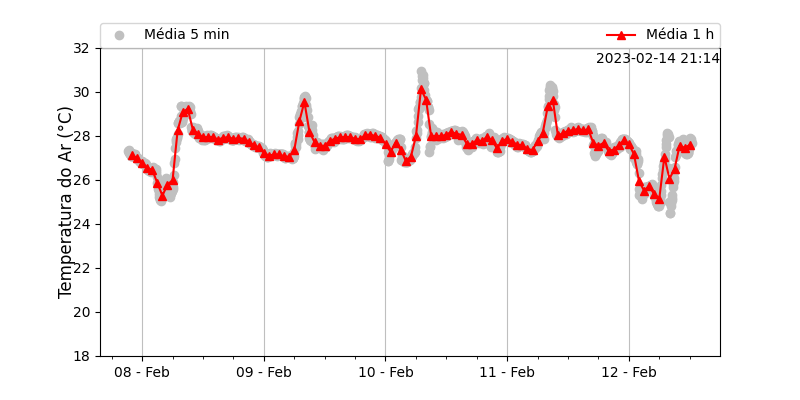 Média 5 min
Média 1 h
2023-02-14 21:14
Temperatura do Ar (°C)
32
30
28
26
24
22
20
18
08 - Feb
09 - Feb
10 - Feb
11 - Feb
12 - Feb